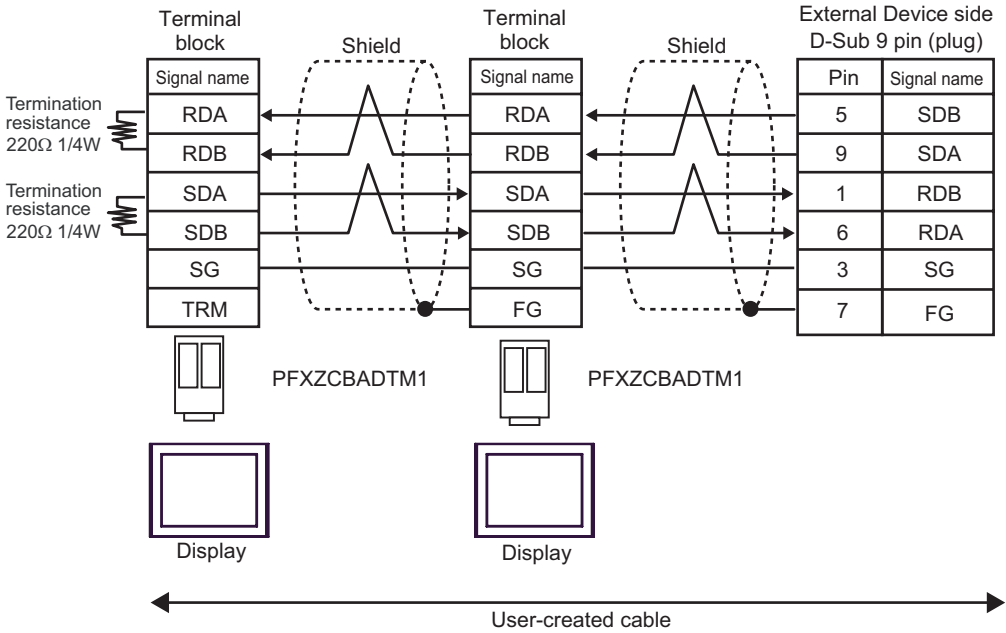 Terminal
block
Shield
Terminal
block
Shield
External Device side
D-Sub 9 pin (plug)
Signal name
Signal name
Pin
Signal name
Termination
resistance
220Ω 1/4W
RDA
RDA
5
SDB
RDB
RDB
9
SDA
Termination
resistance
220Ω 1/4W
SDA
SDA
1
RDB
SDB
SDB
6
RDA
SG
SG
3
SG
TRM
FG
7
FG
PFXZCBADTM1
PFXZCBADTM1
Display
Display
User-created cable